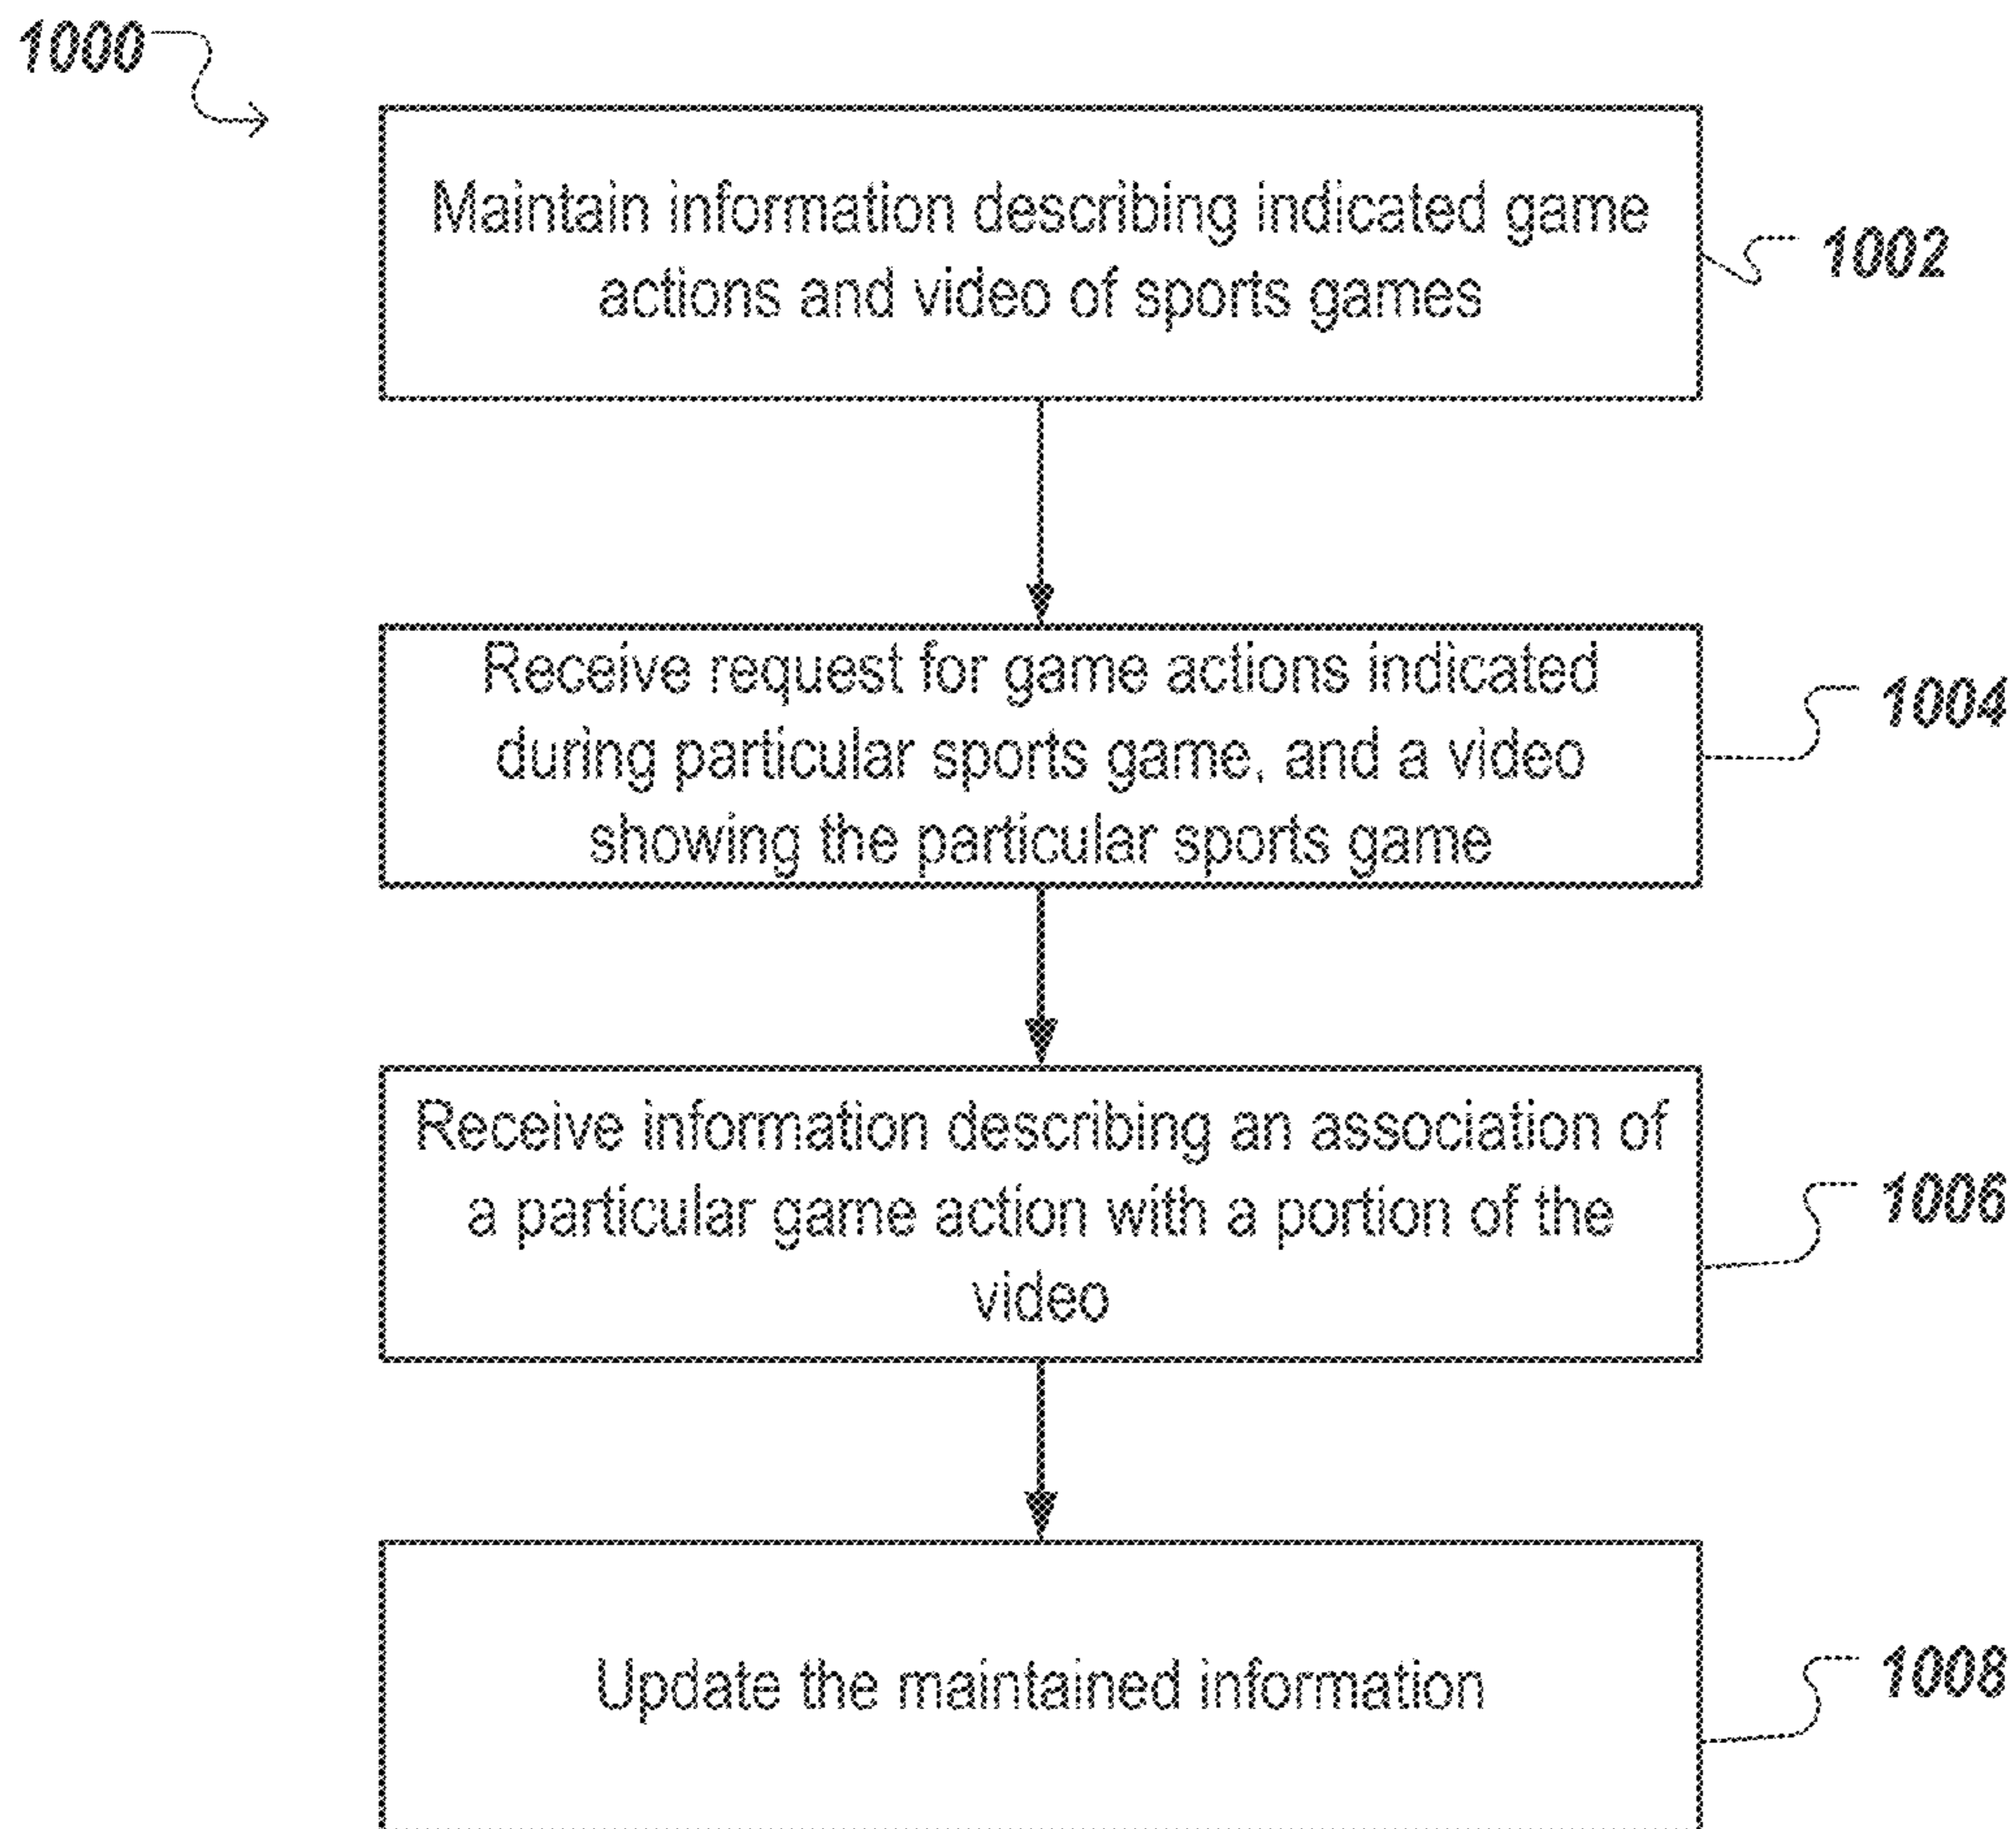 1000
Maintain information describing indicated game
actions and video of sports games
1002
Receive request for game actions indicated
during particular sports game, and a video
showing the particular sports game
1004
Receive information describing an association of
a particular game action with a portion of the
video
1006
Update the maintained information
1008